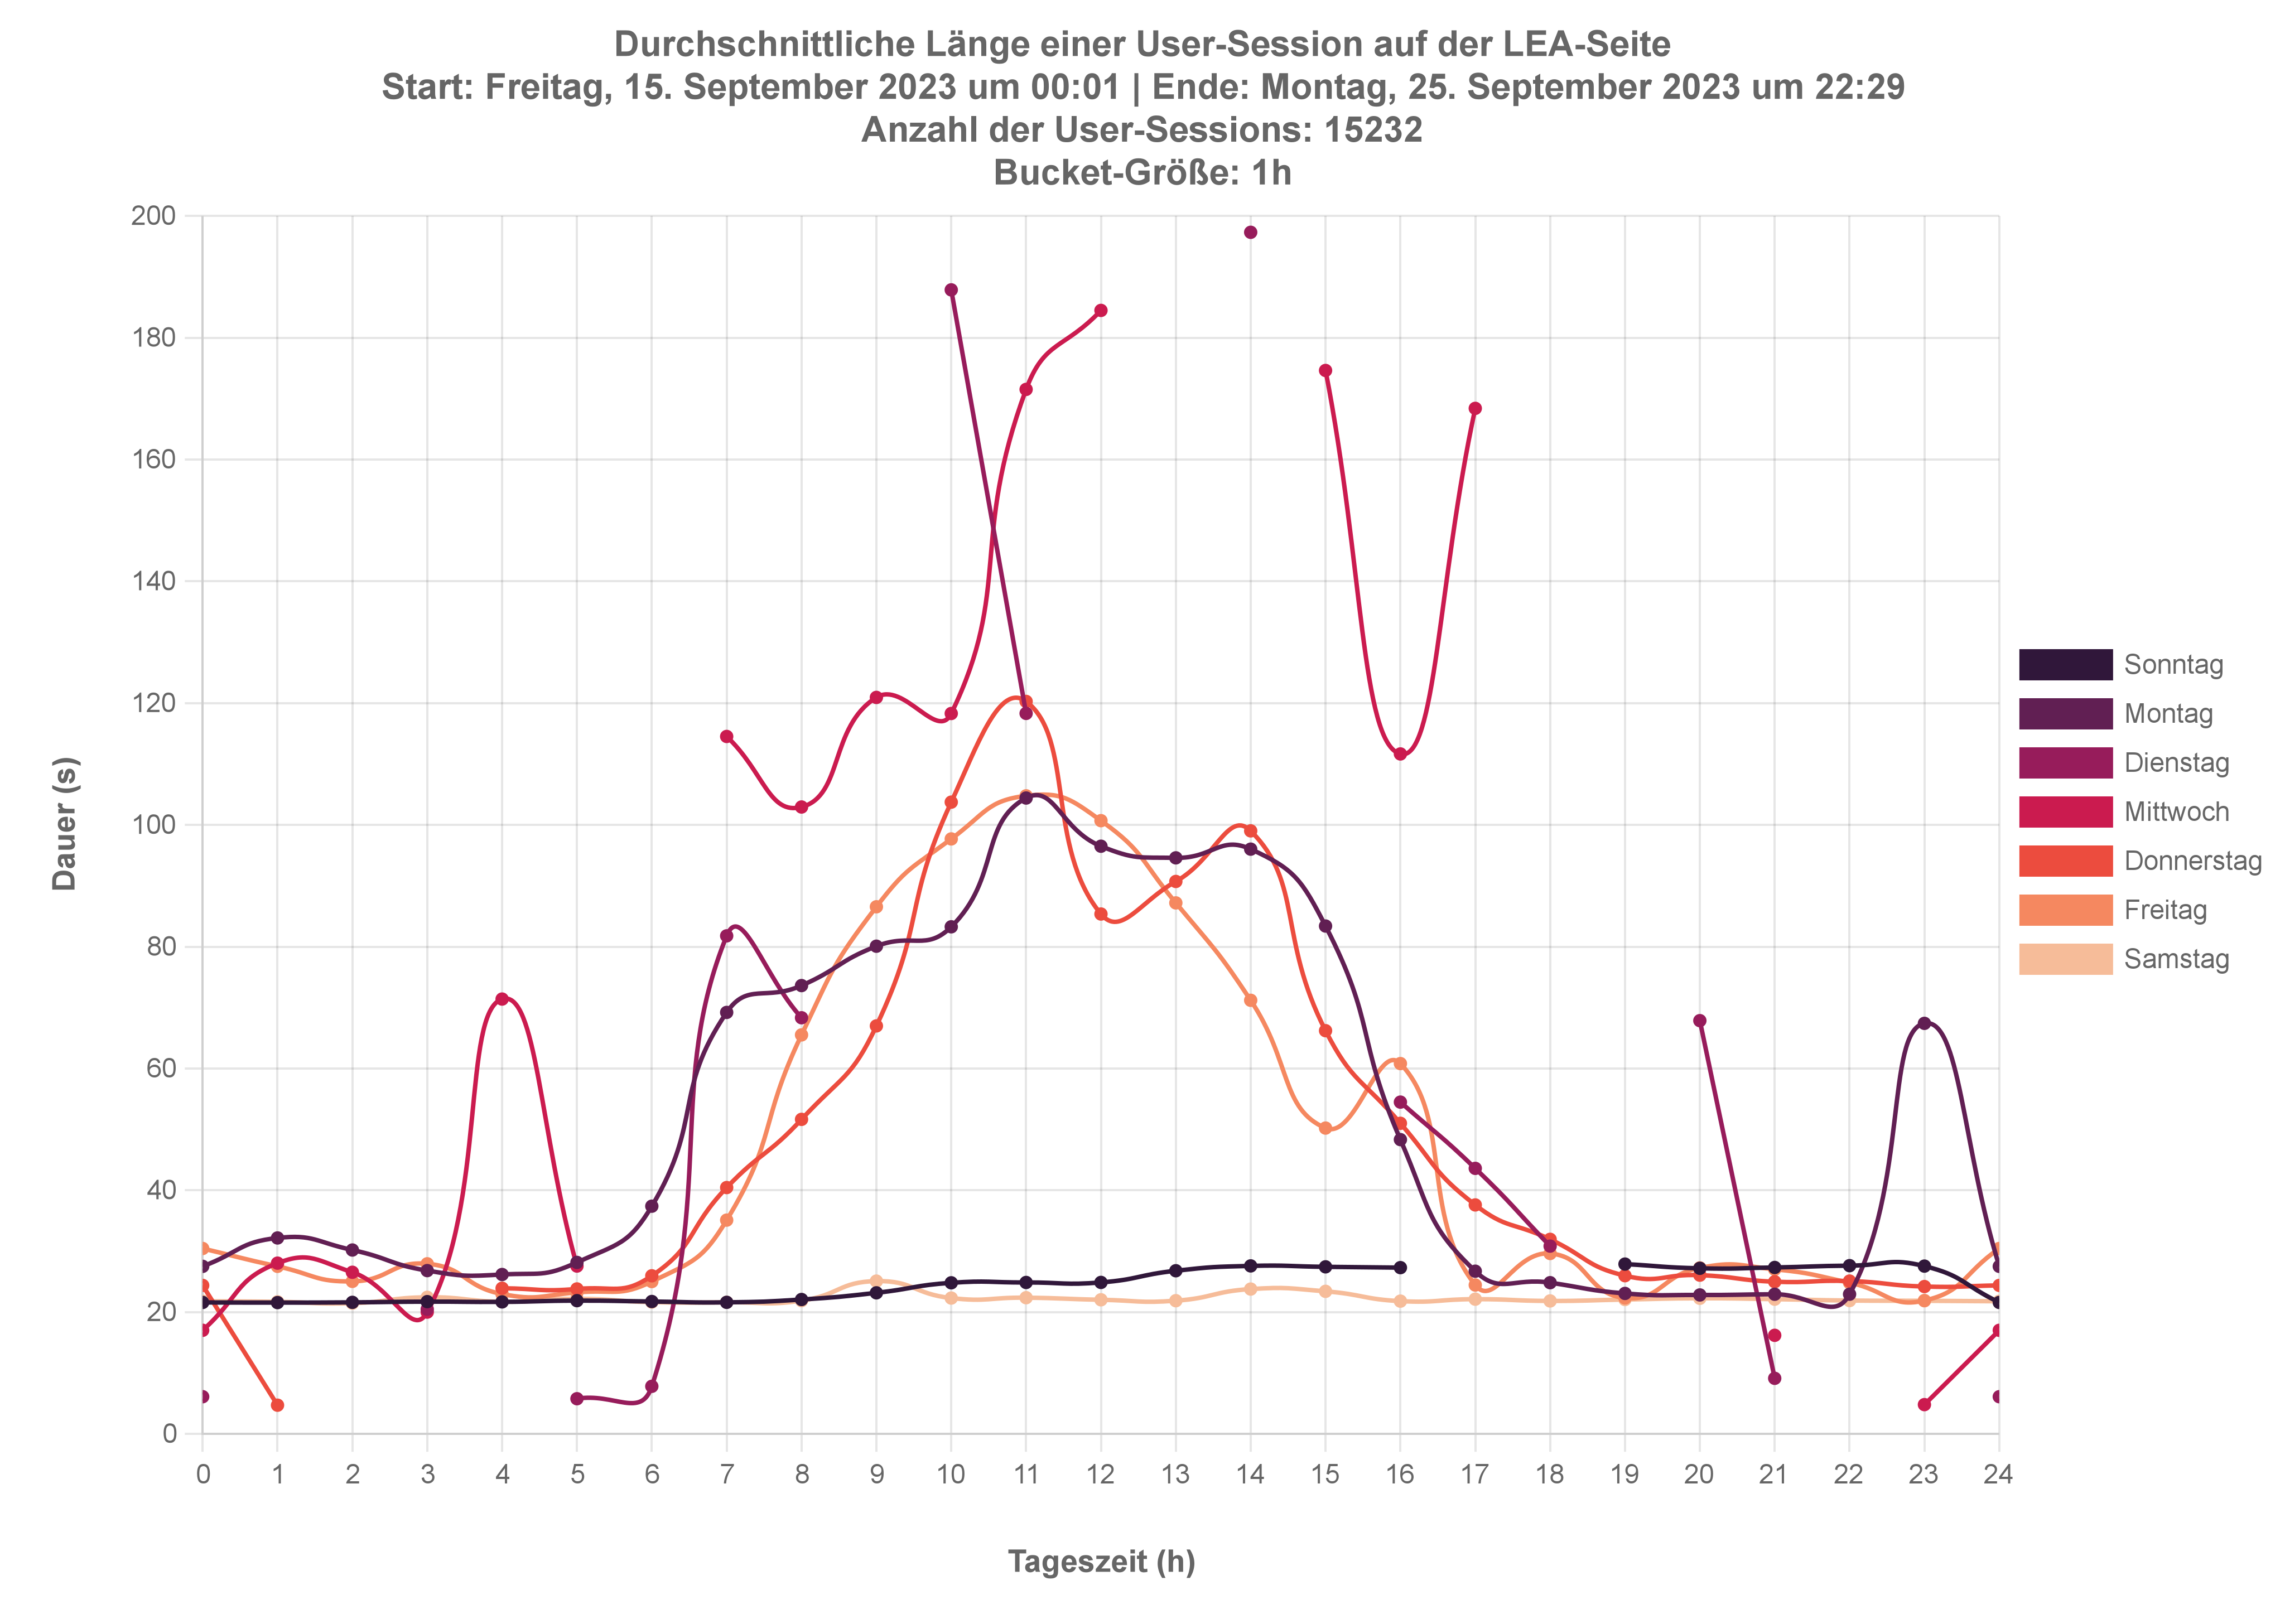 Durchschnittliche Länge einer User-Session auf der LEA-Seite
Start: Freitag, 15. September 2023 um 00:01 | Ende: Montag, 25. September 2023 um 22:29
Anzahl der User-Sessions: 15232
Bucket-Größe: 1h
200
180
160
140
120
100
80
60
40
20
0
Dauer (s)
0 1 2 3 4 5 6 7 8 9 10 11 12 13 14 15 16 17 18 19 20 21 22 23 24
Tageszeit (h)
Sonntag
Montag
Dienstag
Mittwoch
Donnerstag
Freitag
Samstag